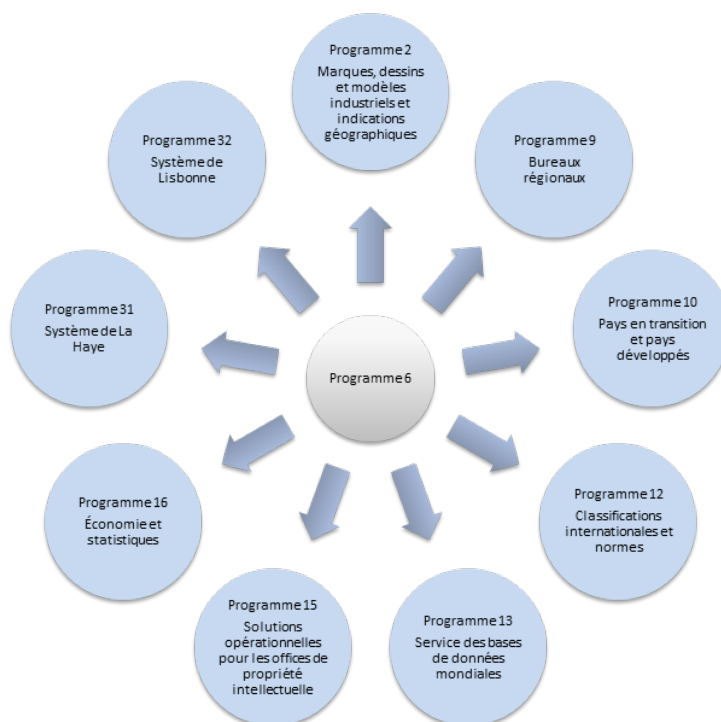 Programme 2
Marques, dessins
et modèles
industriels et
indications
géographiques
Programme 9
Bureaux
régionaux
Programme 10
Pays en transition
et pays
développés
Programme 12
Classifications
internationales et
normes
Programme 13
Service des bases
de données
mondiales
Programme 15
Solutions
opérationnelles
pour les offices de
propriété
intellectuelle
Programme 16
Économie et
statistiques
Programme 31
Système de La
Haye
Programme 32
Système de
Lisbonne
Programme 6